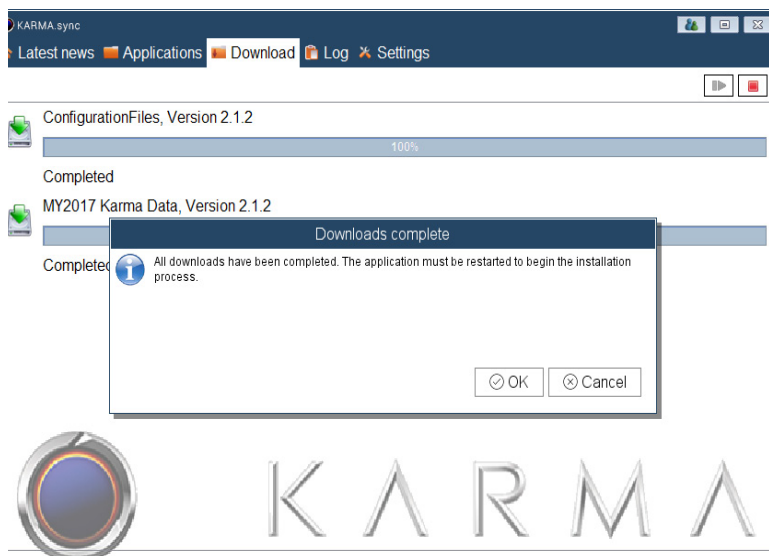 KARMA.sync
Latest news Applications Download Log Settings
ConfigurationFiles, Version 2.1.2
100%
Completed
MY2017 Karma Data, Version 2.1.2
Completed
Downloads complete
All downloads have been completed. The application must be restarted to begin the installation
process.
OK Cancel
KARMA